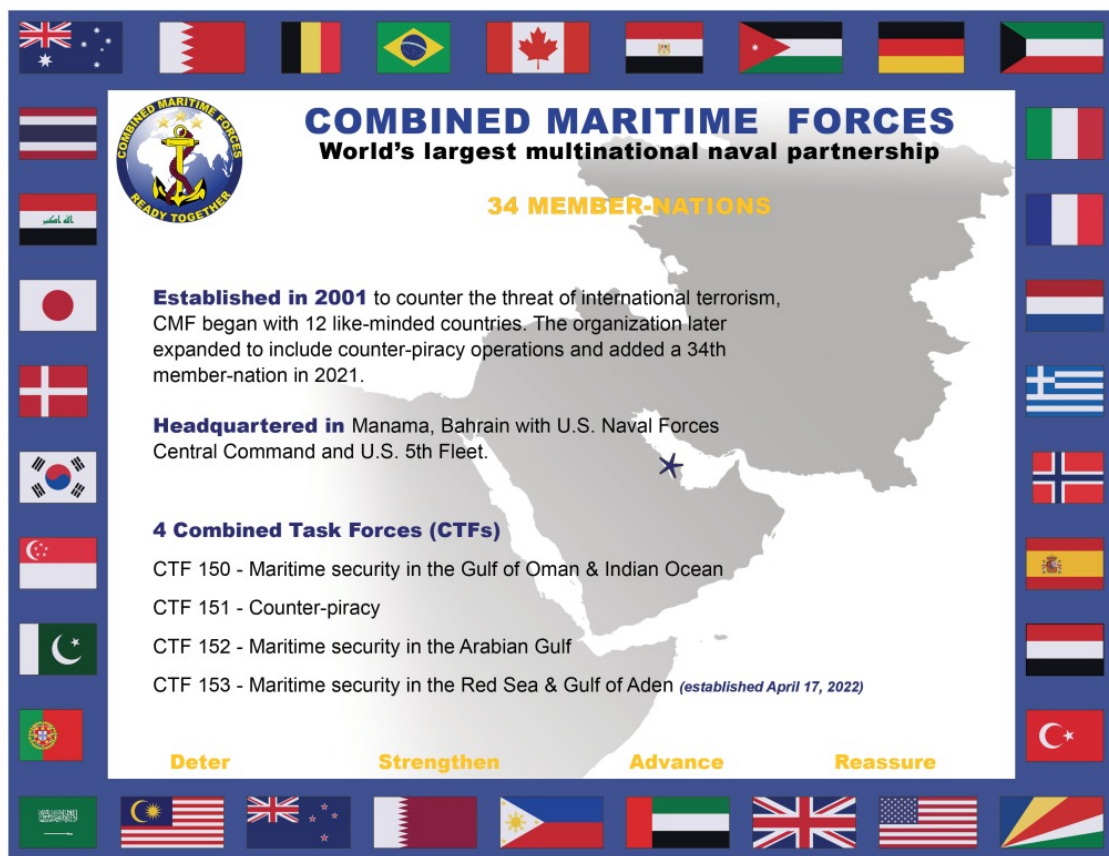 COMBINED MARITIME FORCES
READY TOGETHER
COMBINED MARITIME FORCES
World's largest multinational naval partnership
34 MEMBER-NATIONS
Established in 2001 to counter the threat of international terrorism,
CMF began with 12 like-minded countries. The organization later
expanded to include counter-piracy operations and added a 34th
member-nation in 2021.
Headquartered in Manama, Bahrain with U.S. Naval Forces
Central Command and U.S. 5th Fleet.
4 Combined Task Forces (CTFs)
CTF 150 - Maritime security in the Gulf of Oman & Indian Ocean
CTF 151 - Counter-piracy
CTF 152 - Maritime security in the Arabian Gulf
CTF 153 - Maritime security in the Red Sea & Gulf of Aden (established April 17, 2022)
Deter Strengthen Advance Reassure
الله اكبر